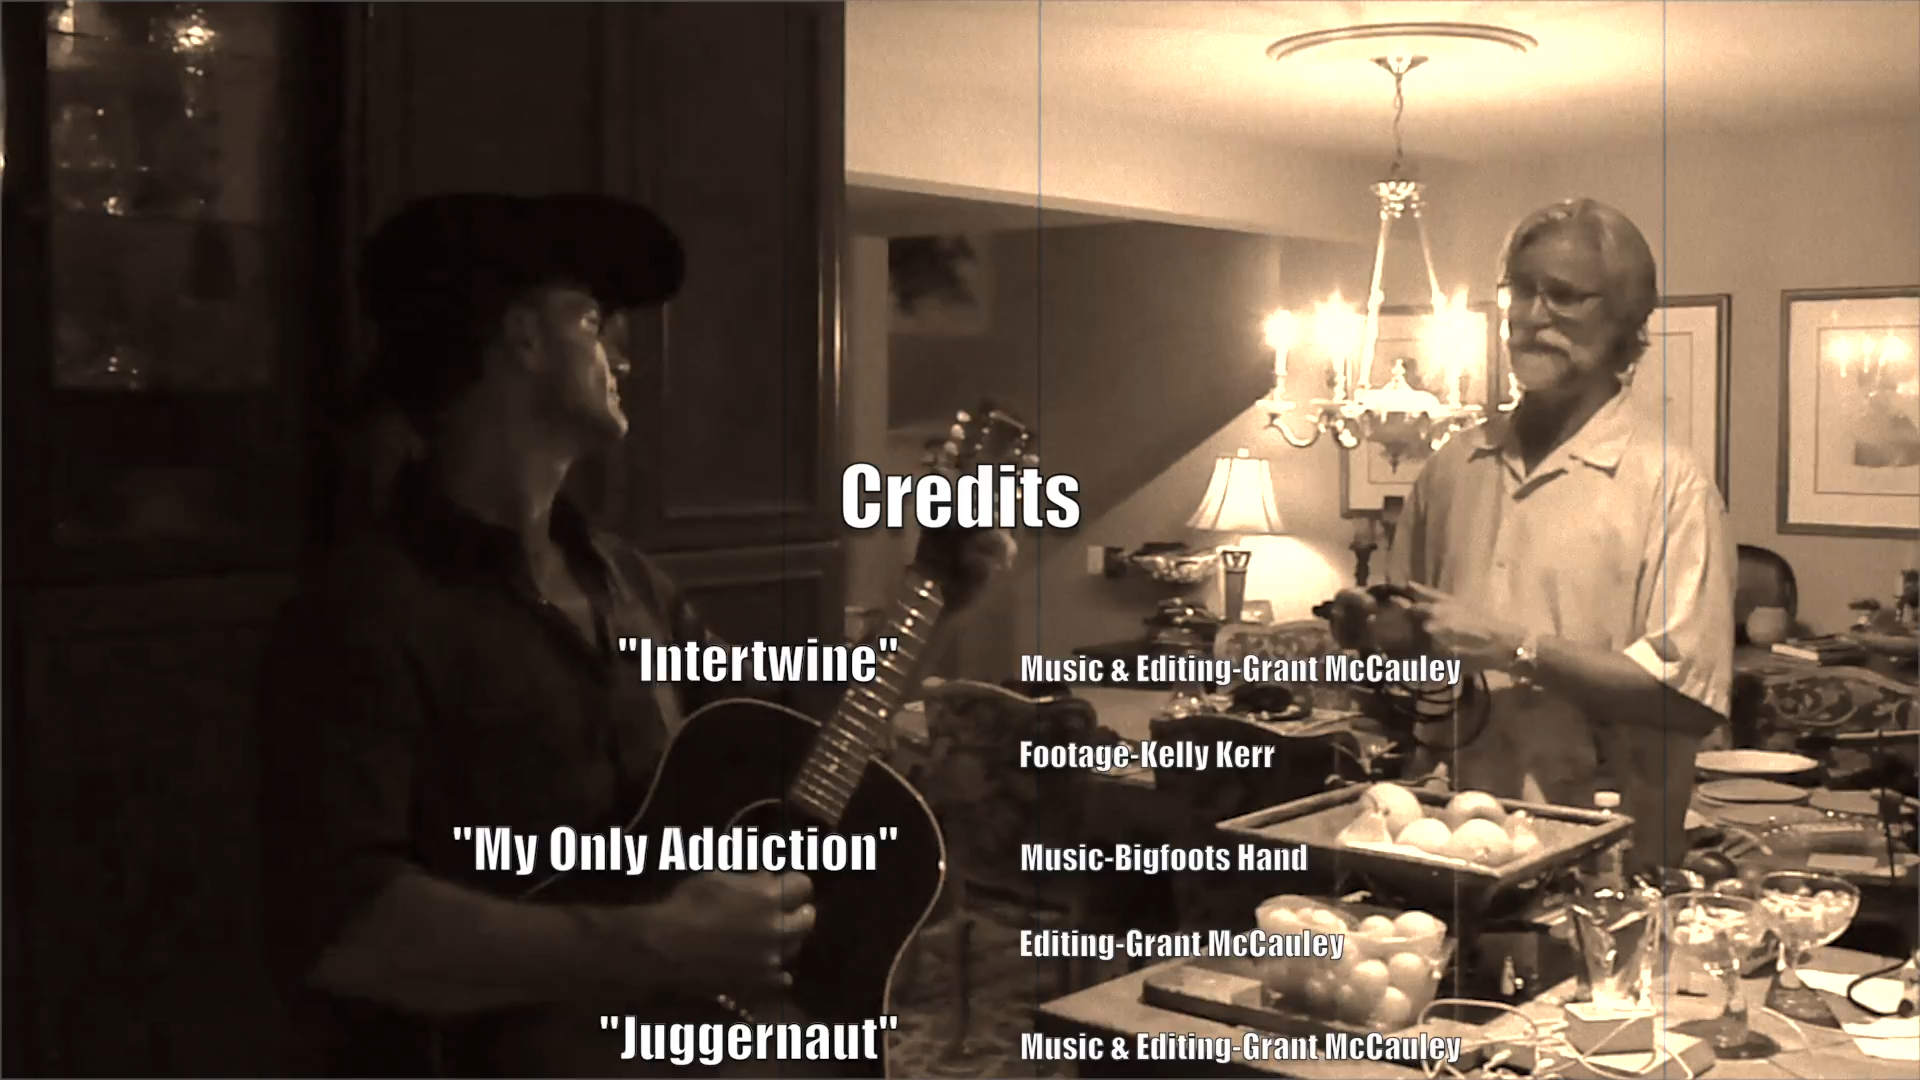 Credits
"Intertwine" Music & Editing-Grant McCauley
Footage-Kelly Kerr
"My Only Addiction" Music-Bigfoots Hand
Editing-Grant McCauley
"Juggernaut" Music & Editing-Grant McCauley